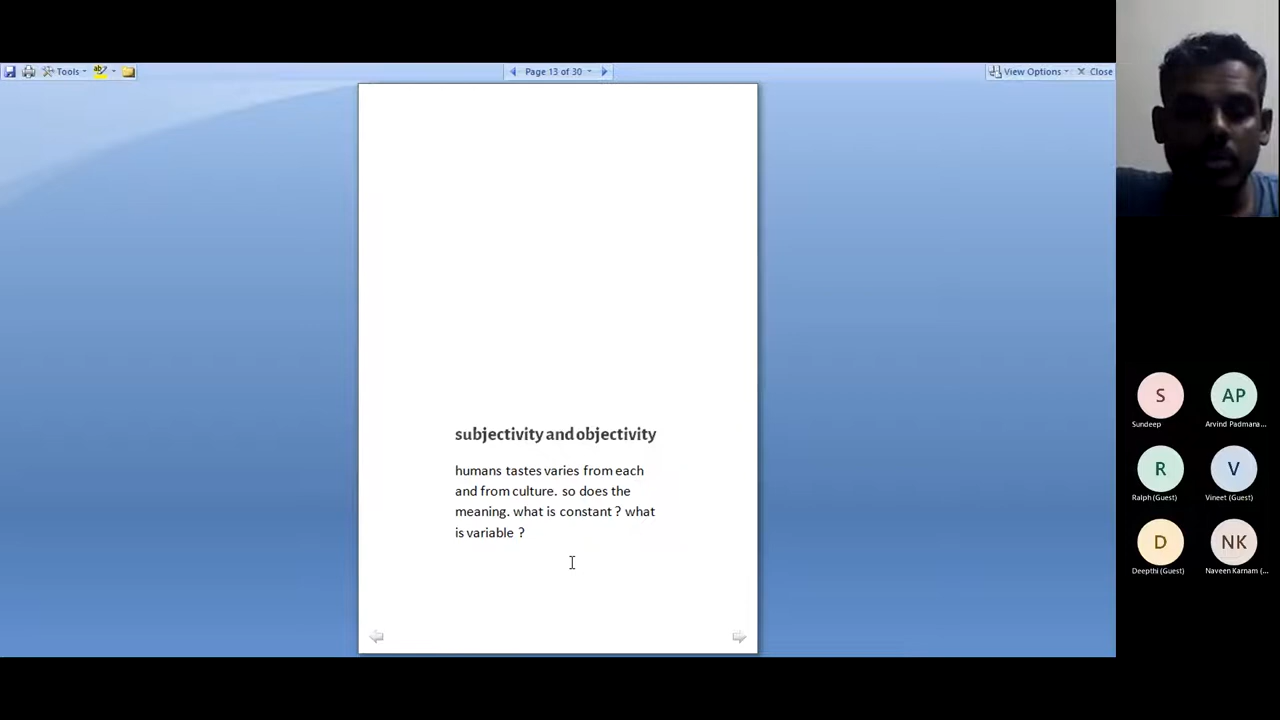 Tools
Page 13 of 30
View Options
Close
subjectivity and objectivity
humans tastes varies from each
and from culture. so does the
meaning. what is constant ? what
is variable ?
S
AP
Sundeep
Arvind Padmana...
R
V
Ralph (Guest)
Vineet (Guest)
D
NK
Deepthi (Guest)
Naveen Karnam (...